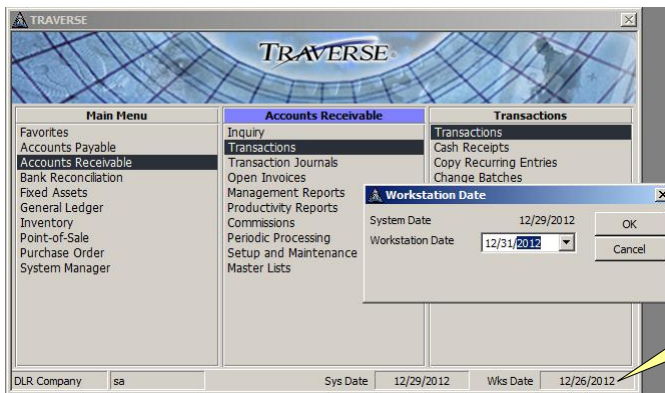 TRAVERSE
TRAVERSE
Main Menu
Favorites
Accounts Payable
Accounts Receivable
Bank Reconciliation
Fixed Assets
General Ledger
Inventory
Point-of-Sale
Purchase Order
System Manager
Accounts Receivable
Inquiry
Transactions
Transaction Journals
Open Invoices
Management Reports
Productivity Reports
Commissions
Periodic Processing
Setup and Maintenance
Master Lists
Transactions
Transactions
Cash Receipts
Copy Recurring Entries
Change Batches
Workstation Date
System Date 12/29/2012
Workstation Date 12/31/2012
OK
Cancel
DLR Company sa Sys Date 12/29/2012 Wks Date 12/26/2012